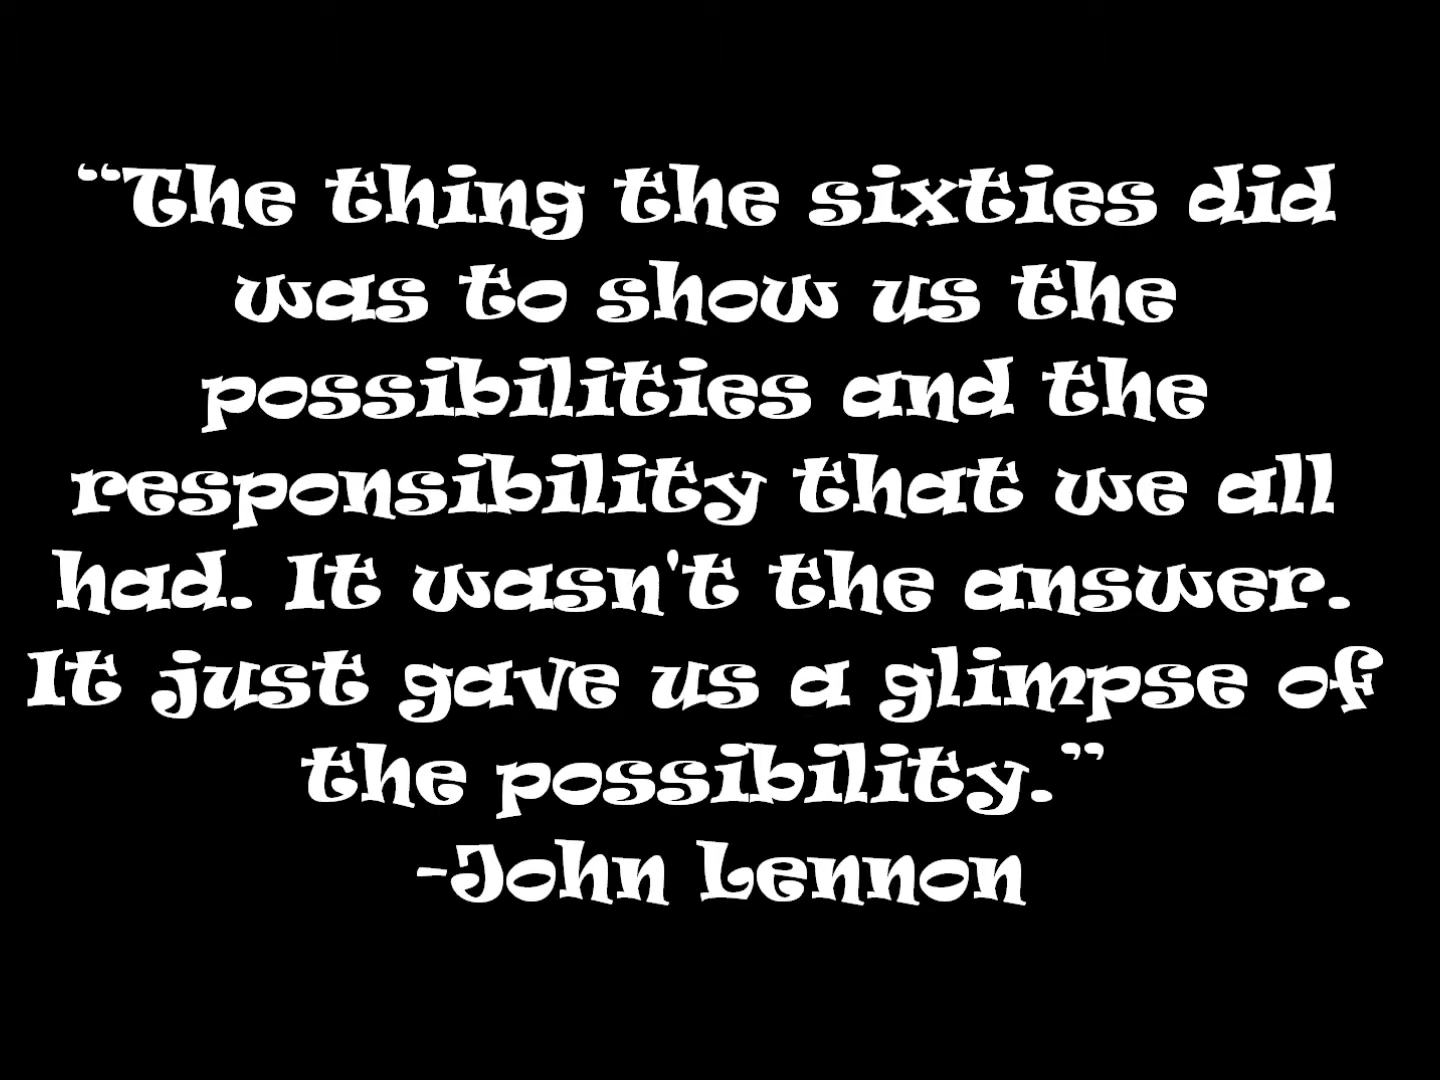 “The thing the sixties did
was to show us the
possibilities and the
responsibility that we all
had. It wasn't the answer.
It just gave us a glimpse of
the possibility.”
-John Lennon